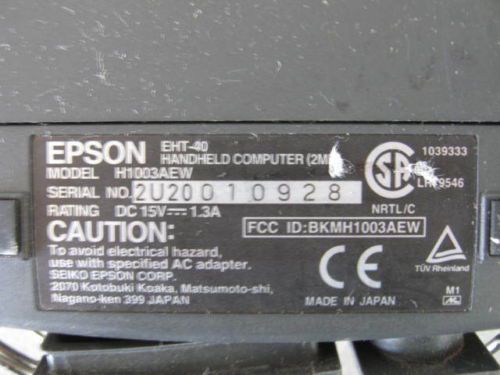 EPSON EHT-40
HANDHELD COMPUTER (2M
MODEL H1003AEW
SERIAL NO. 2U20010928
RATING DC 15V 1.3A
CAUTION:
To avoid electrical hazard,
use with specified AC adapter.
SEIKO EPSON CORP.
2070 Kotobuki Koaka, Matsumoto-shi,
Nagano-ken 399 JAPAN
FCC ID:BKMH1003AEW
CE
MADE IN JAPAN
SA
1039333
NRTL/C
TÜV Rheinland
M1